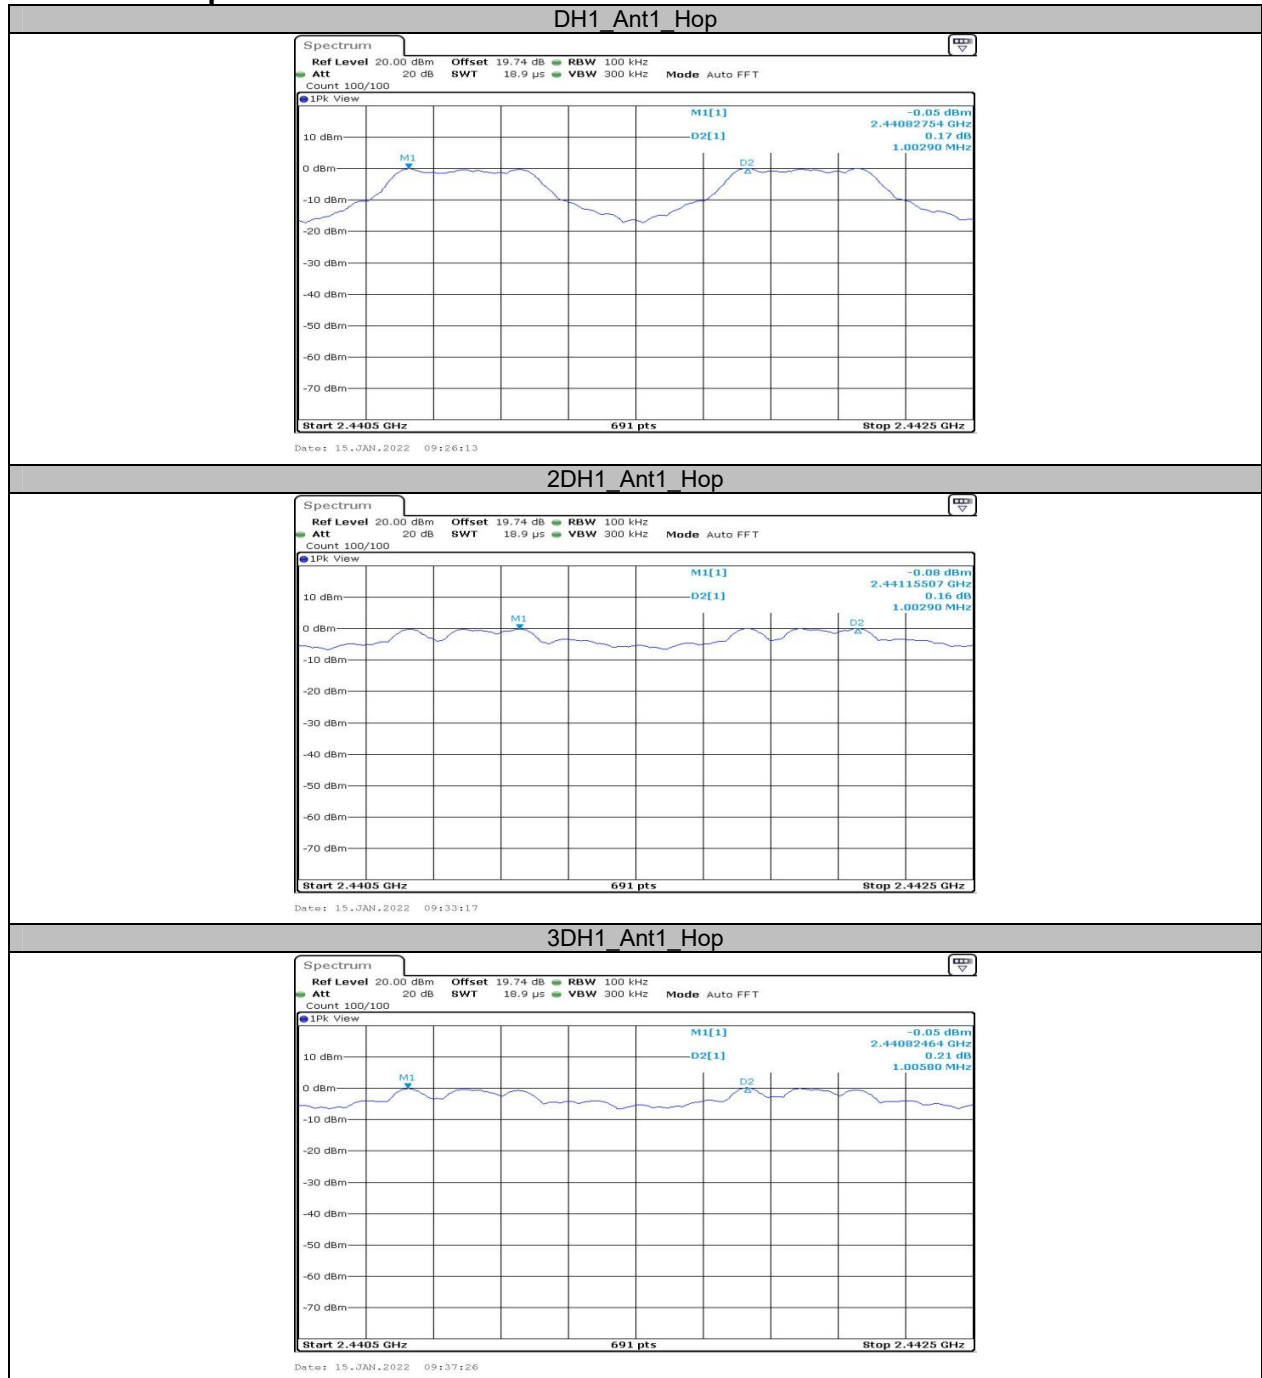 DH1_Ant1_Hop
Spectrum
Ref Level 20.00 dBm Offset 19.74 dB RBW 100 kHz
Att 20 dB SWT 18.9 µs VBW 300 kHz Mode Auto FFT
Count 100/100
1Pk View
M1[1] -0.05 dBm
2.44082754 GHz
10 dBm D2[1] 0.17 dB
1.00290 MHz
M1 D2
0 dBm
-10 dBm
-20 dBm
-30 dBm
-40 dBm
-50 dBm
-60 dBm
-70 dBm
Start 2.4405 GHz 691 pts Stop 2.4425 GHz
Date: 15.JAN.2022 09:26:13
2DH1_Ant1_Hop
Spectrum
Ref Level 20.00 dBm Offset 19.74 dB RBW 100 kHz
Att 20 dB SWT 18.9 µs VBW 300 kHz Mode Auto FFT
Count 100/100
1Pk View
M1[1] -0.08 dBm
2.44115507 GHz
10 dBm D2[1] 0.16 dB
1.00290 MHz
M1 D2
0 dBm
-10 dBm
-20 dBm
-30 dBm
-40 dBm
-50 dBm
-60 dBm
-70 dBm
Start 2.4405 GHz 691 pts Stop 2.4425 GHz
Date: 15.JAN.2022 09:33:17
3DH1_Ant1_Hop
Spectrum
Ref Level 20.00 dBm Offset 19.74 dB RBW 100 kHz
Att 20 dB SWT 18.9 µs VBW 300 kHz Mode Auto FFT
Count 100/100
1Pk View
M1[1] -0.05 dBm
2.44082464 GHz
10 dBm D2[1] 0.21 dB
1.00580 MHz
M1 D2
0 dBm
-10 dBm
-20 dBm
-30 dBm
-40 dBm
-50 dBm
-60 dBm
-70 dBm
Start 2.4405 GHz 691 pts Stop 2.4425 GHz
Date: 15.JAN.2022 09:37:26